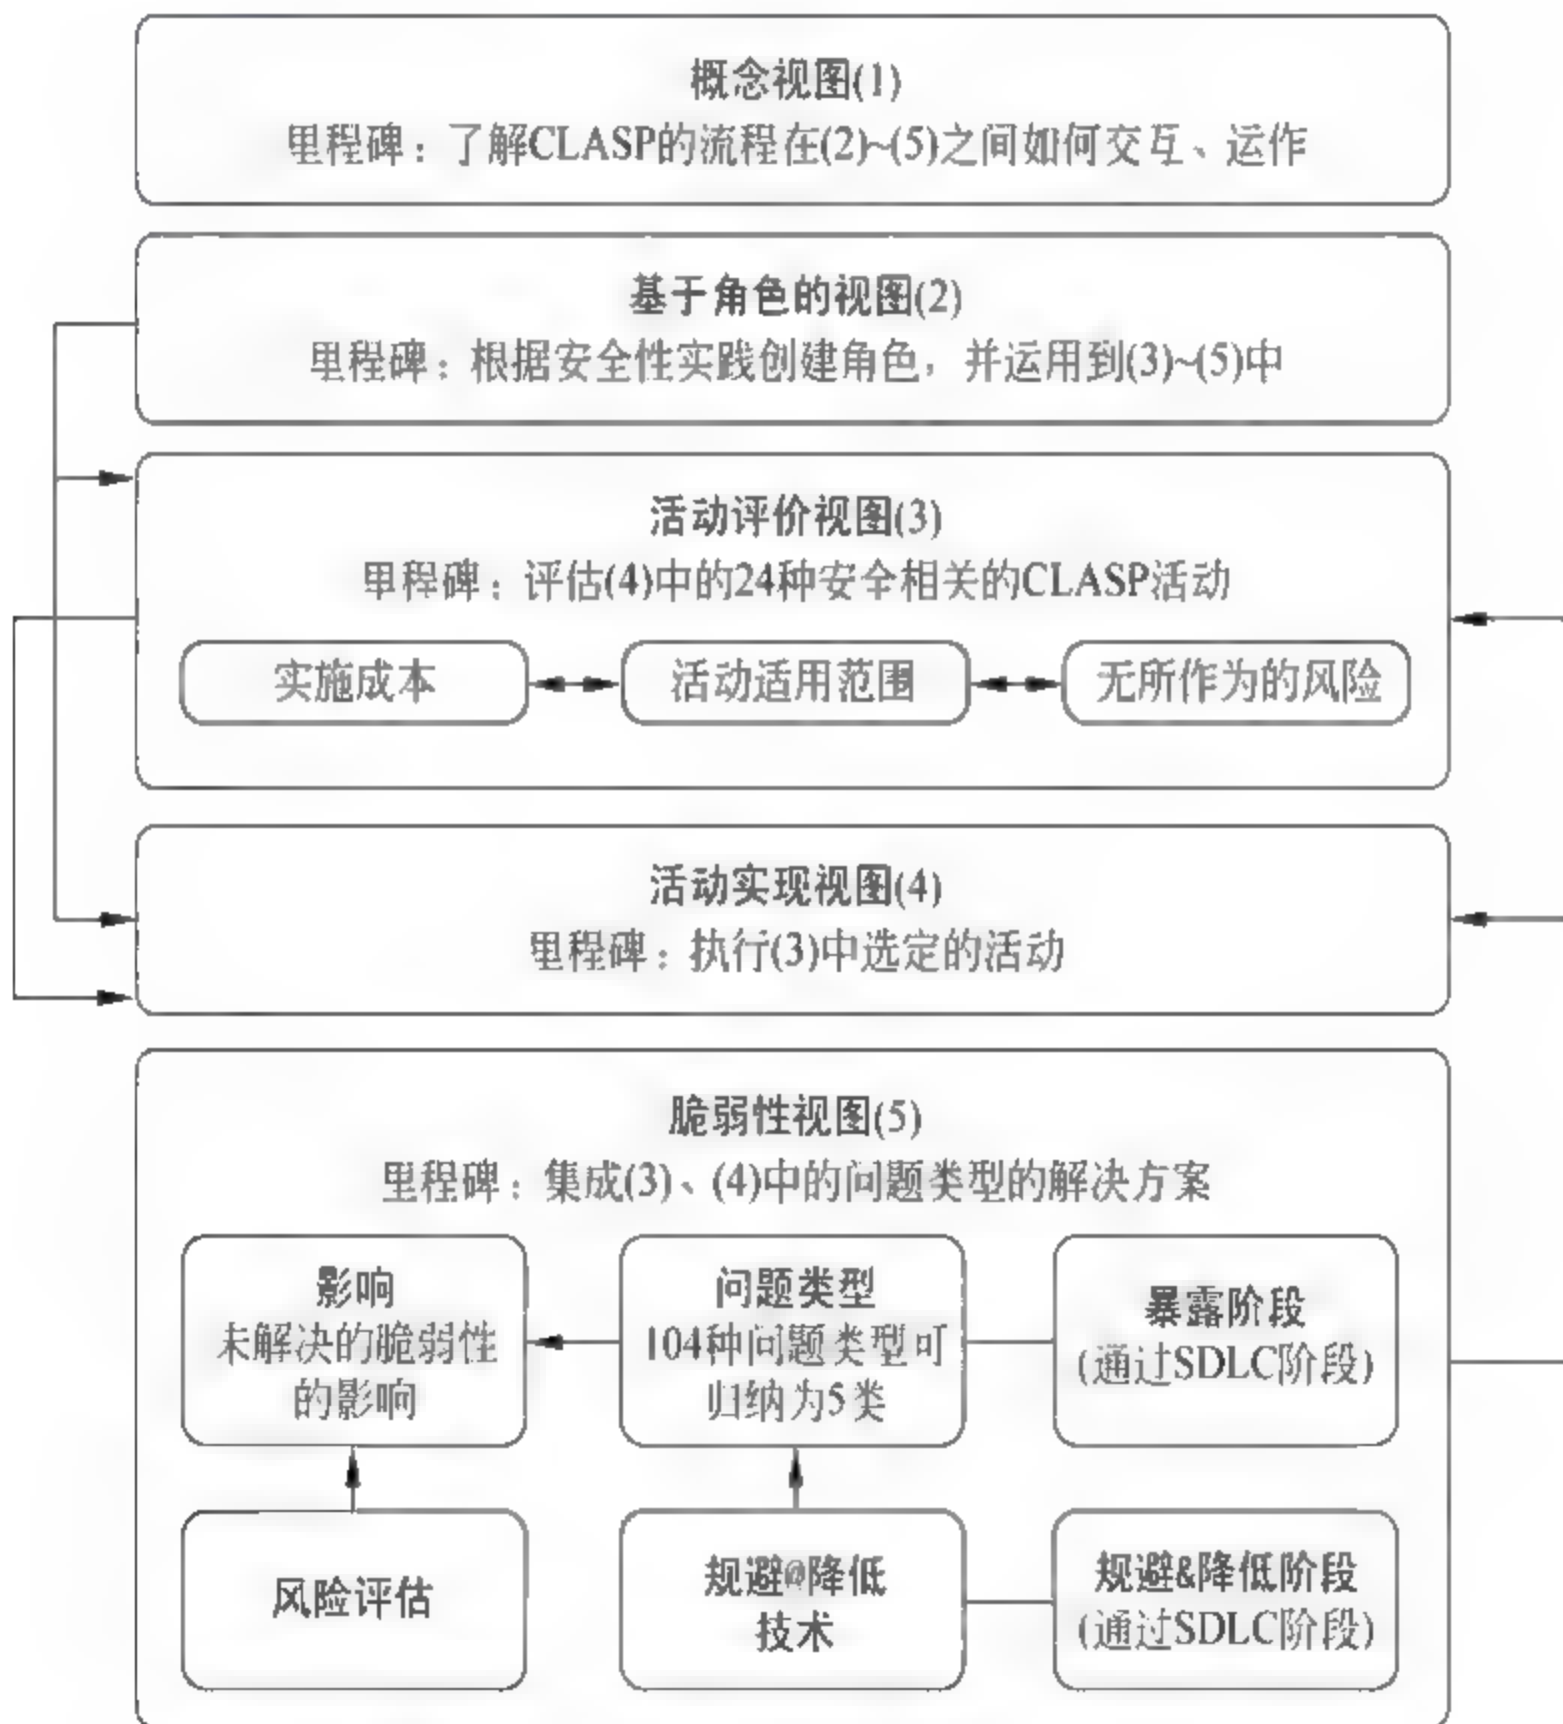 概念视图(1)
里程碑：了解CLASP的流程在(2)~(5)之间如何交互、运作
基于角色的视图(2)
里程碑：根据安全性实践创建角色，并运用到(3)~(5)中
活动评价视图(3)
里程碑：评估(4)中的24种安全相关的CLASP活动
实施成本
活动适用范围
无所作为的风险
活动实现视图(4)
里程碑：执行(3)中选定的活动
脆弱性视图(5)
里程碑：集成(3)、(4)中的问题类型的解决方案
影响
未解决的脆弱性
的影响
问题类型
104种问题类型可
归纳为5类
暴露阶段
(通过SDLC阶段)
风险评估
规避@降低
技术
规避&降低阶段
(通过SDLC阶段)